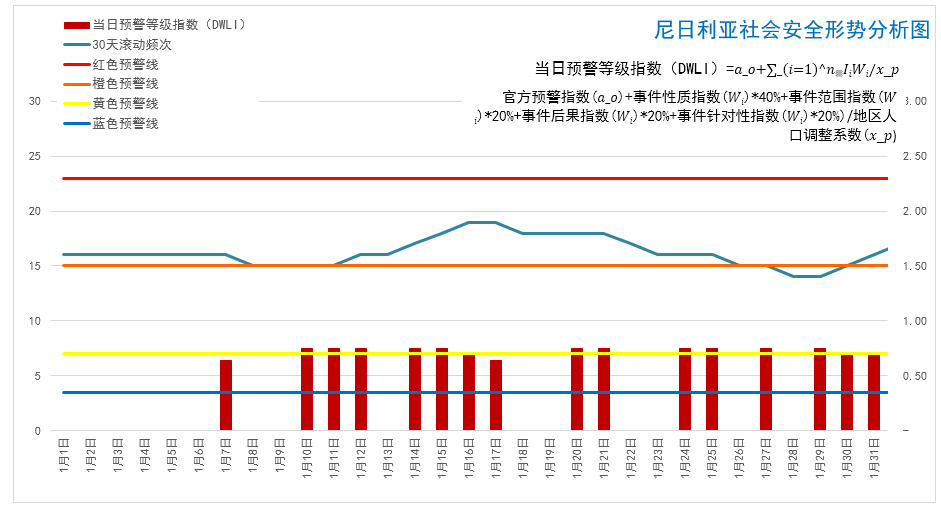 尼日利亚社会安全形势分析图
当日预警等级指数（DWLI）
30天滚动频次
红色预警线
橙色预警线
黄色预警线
蓝色预警线
当日预警等级指数（DWLI）=a_o+∑_(i=1)^n▒IᵢWᵢ/x_p
官方预警指数(a_o)+事件性质指数(Wᵢ)*40%+事件范围指数(W
ᵢ)*20%+事件后果指数(Wᵢ)*20%+事件针对性指数(Wᵢ)*20%)/地区人
口调整系数(x_p)
30
25
20
15
10
5
0
3.00
2.50
2.00
1.50
1.00
0.50
–
1月1日
1月2日
1月3日
1月4日
1月5日
1月6日
1月7日
1月8日
1月9日
1月10日
1月11日
1月12日
1月13日
1月14日
1月15日
1月16日
1月17日
1月18日
1月19日
1月20日
1月21日
1月22日
1月23日
1月24日
1月25日
1月26日
1月27日
1月28日
1月29日
1月30日
1月31日